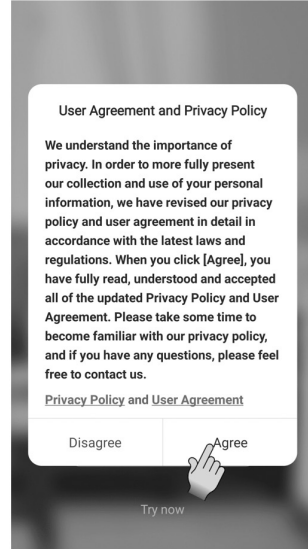 User Agreement and Privacy Policy
We understand the importance of
privacy. In order to more fully present
our collection and use of your personal
information, we have revised our privacy
policy and user agreement in detail in
accordance with the latest laws and
regulations. When you click [Agree], you
have fully read, understood and accepted
all of the updated Privacy Policy and User
Agreement. Please take some time to
become familiar with our privacy policy,
and if you have any questions, please feel
free to contact us.
Privacy Policy and User Agreement
Disagree Agree
Try now